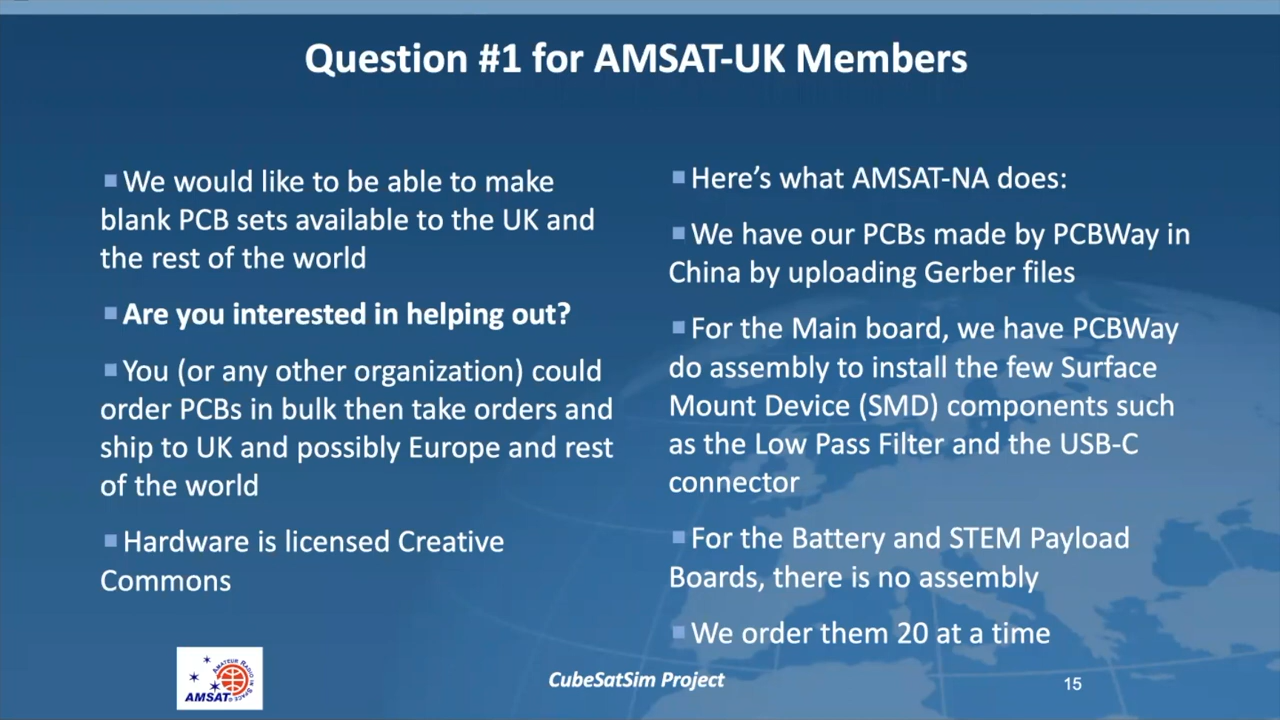 Question #1 for AMSAT-UK Members
We would like to be able to make
blank PCB sets available to the UK and
the rest of the world
Are you interested in helping out?
You (or any other organization) could
order PCBs in bulk then take orders and
ship to UK and possibly Europe and rest
of the world
Hardware is licensed Creative
Commons
Here’s what AMSAT-NA does:
We have our PCBs made by PCBWay in
China by uploading Gerber files
For the Main board, we have PCBWay
do assembly to install the few Surface
Mount Device (SMD) components such
as the Low Pass Filter and the USB-C
connector
For the Battery and STEM Payload
Boards, there is no assembly
We order them 20 at a time
AMATEUR RADIO IN SPACE
AMSAT
CubeSatSim Project
15